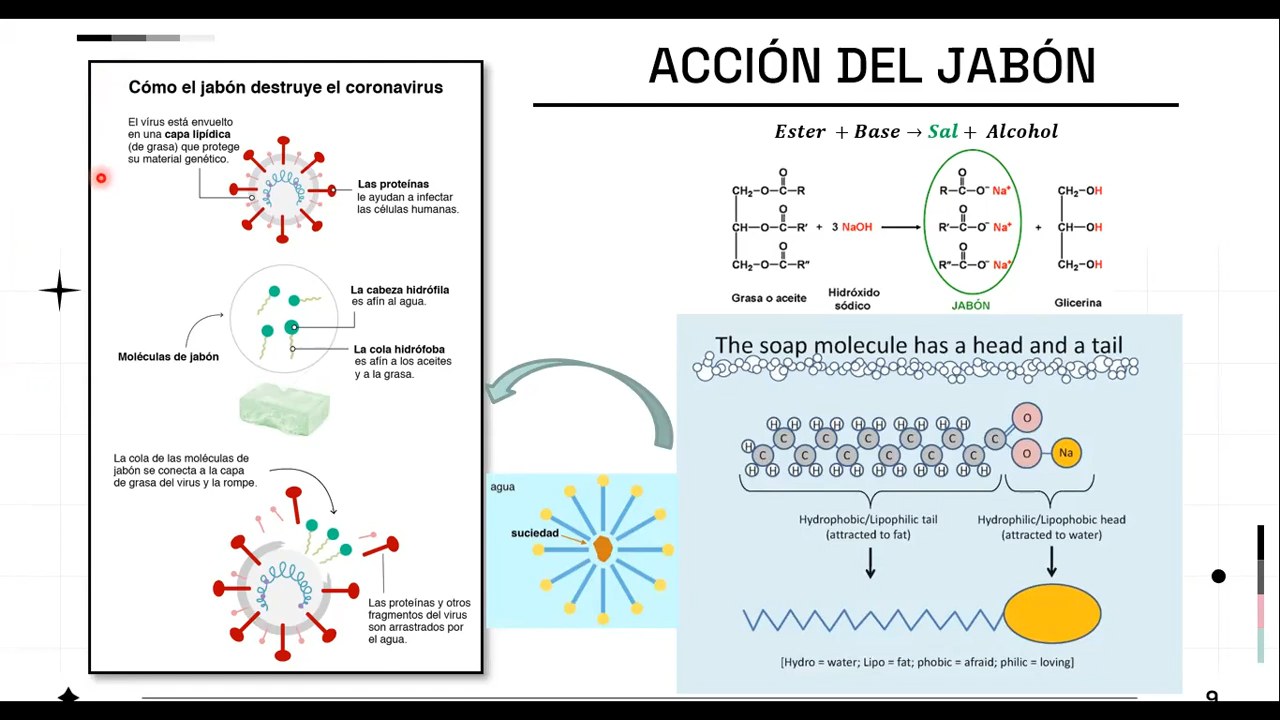 ACCIÓN DEL JABÓN
Cómo el jabón destruye el coronavirus
El vírus está envuelto
en una capa lipídica
(de grasa) que protege
su material genético.
Las proteínas
le ayudan a infectar
las células humanas.
La cabeza hidrófila
es afín al agua.
Moléculas de jabón
La cola hidrófoba
es afín a los aceites
y a la grasa.
La cola de las moléculas de
jabón se conecta a la capa
de grasa del virus y la rompe.
Las proteínas y otros
fragmentos del virus
son arrastrados por
el agua.
agua
suciedad
Ester + Base → Sal + Alcohol
O O
CH₂–O–C–R R–C–O⁻ Na⁺ CH₂–OH
O O
CH–O–C–R' + 3 NaOH R'–C–O⁻ Na⁺ + CH–OH
O O
CH₂–O–C–R" R"–C–O⁻ Na⁺ CH₂–OH
Grasa o aceite
Hidróxido
sódico
JABÓN
Glicerina
The soap molecule has a head and a tail
H H H H H H H H H H O
H C C C C C C
C C C C C C O Na
H H H H H H H H H H H H
Hydrophobic/Lipophilic tail
(attracted to fat)
Hydrophilic/Lipophobic head
(attracted to water)
[Hydro = water; Lipo = fat; phobic = afraid; philic = loving]
9